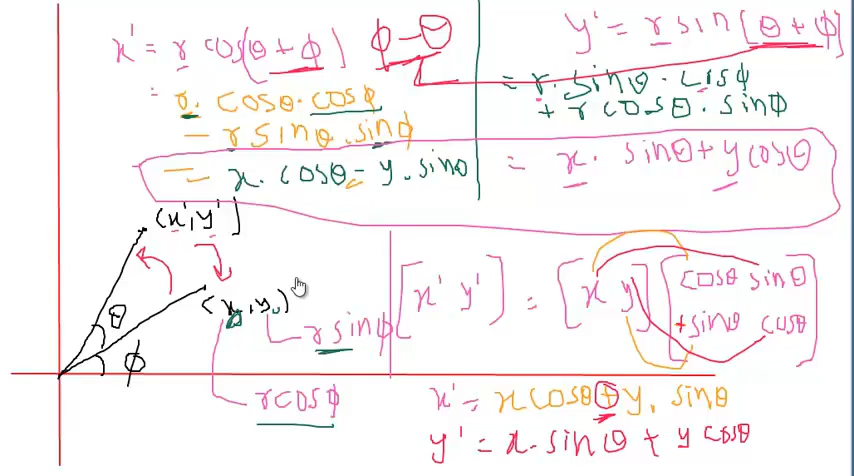 x' = r cos(θ + ϕ) ϕ - θ
= r. cosθ. cosϕ
- r sinθ. sinϕ
= x. cosθ - y. sinθ
y' = r sin[θ + ϕ]
= r. sinθ. cosϕ
+ r cosθ. sinϕ
= x. sinθ + y cosθ
(x', y')
(x, y,)
θ
ϕ
r sinϕ
r cosϕ
[x' y'] = [x y] [cosθ sinθ
+sinθ cosθ]
x' = x cosθ + y. sinθ
y' = x. sinθ + y cosθ